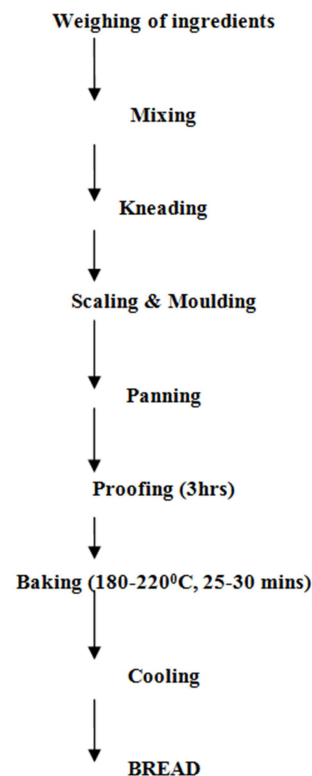 Weighing of ingredients
Mixing
Kneading
Scaling & Moulding
Panning
Proofing (3hrs)
Baking (180-220⁰C, 25-30 mins)
Cooling
BREAD